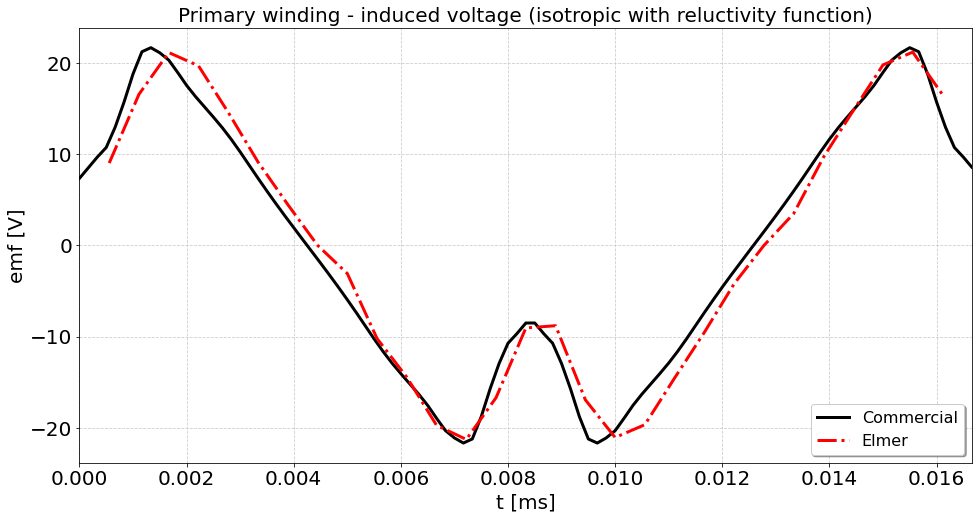 Primary winding - induced voltage (isotropic with reluctivity function)
emf [V]
20
10
0
−10
−20
0.000 0.002 0.004 0.006 0.008 0.010 0.012 0.014 0.016
t [ms]
Commercial
Elmer